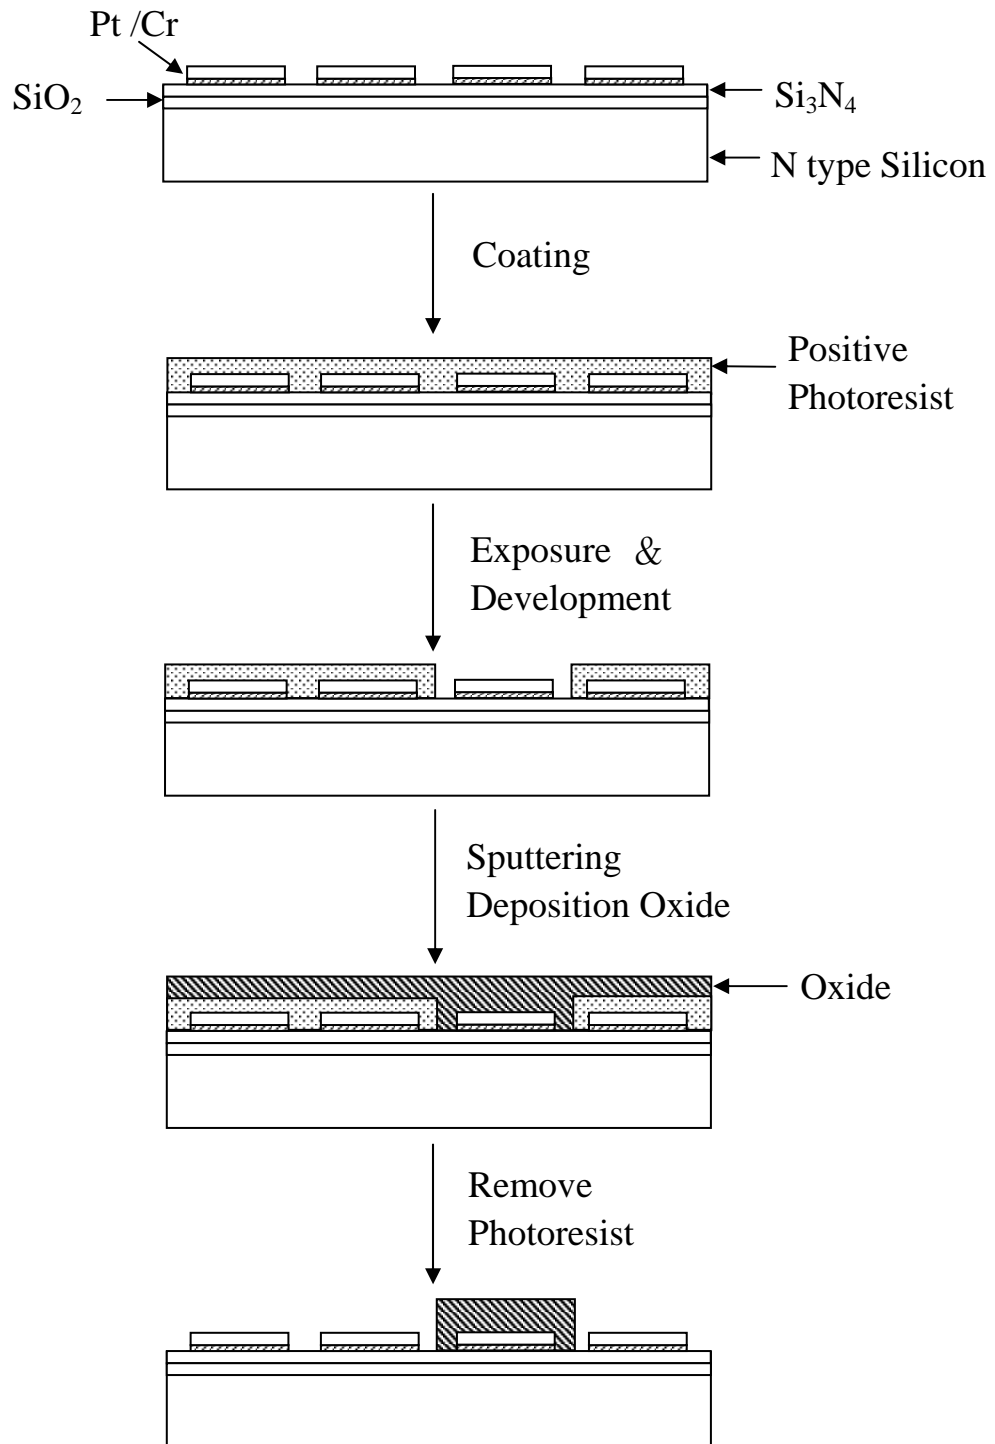 Pt /Cr
SiO₂
Si₃N₄
N type Silicon
Coating
Positive
Photoresist
Exposure &
Development
Sputtering
Deposition Oxide
Oxide
Remove
Photoresist